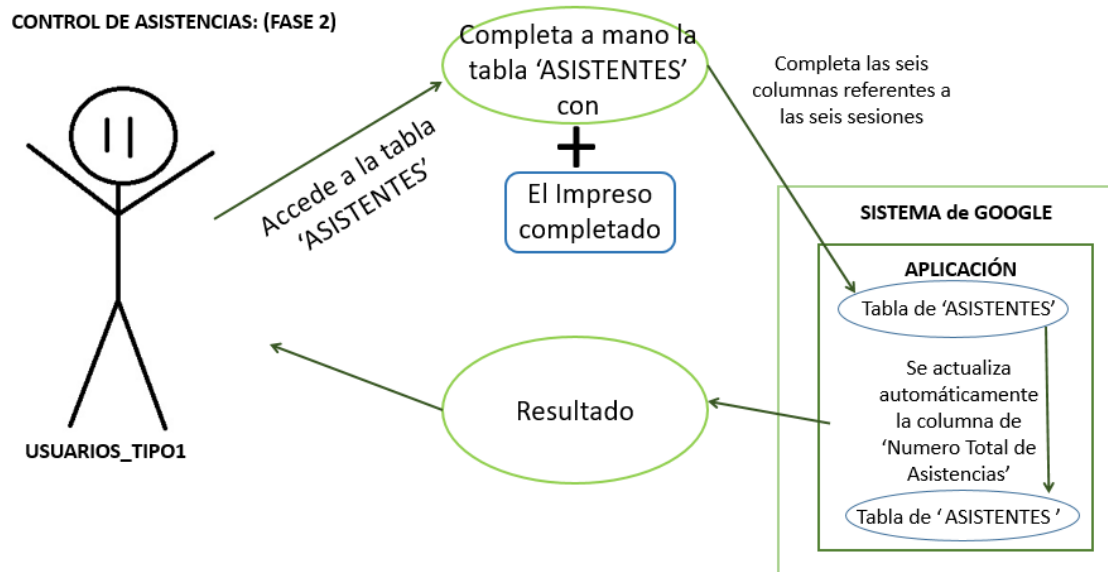 CONTROL DE ASISTENCIAS: (FASE 2)
Completa a mano la
tabla ‘ASISTENTES’
con
+
El Impreso
completado
Accede a la tabla
‘ASISTENTES’
Completa las seis
columnas referentes a
las seis sesiones
SISTEMA de GOOGLE
APLICACIÓN
Tabla de ‘ASISTENTES’
Se actualiza
automáticamente
la columna de
‘Numero Total de
Asistencias’
Tabla de ‘ ASISTENTES ’
Resultado
USUARIOS_TIPO1